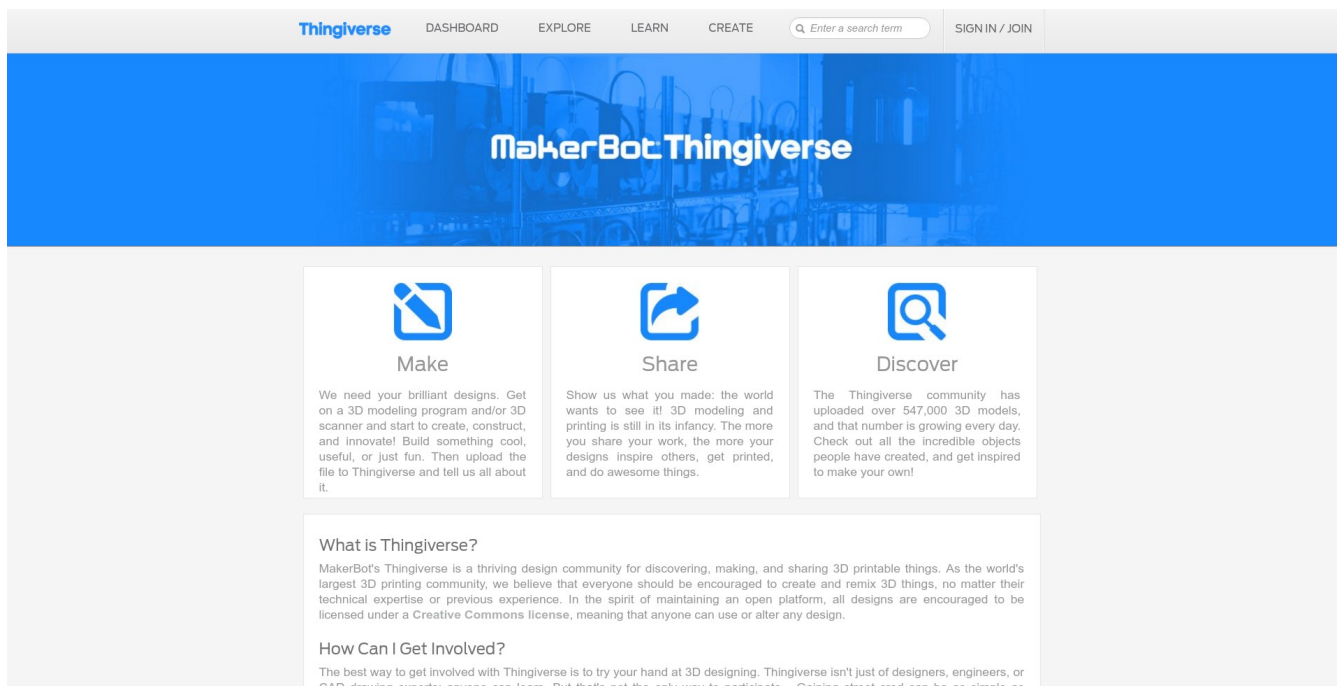 Thingiverse DASHBOARD EXPLORE LEARN CREATE Enter a search term SIGN IN / JOIN
MakerBot Thingiverse
Make
We need your brilliant designs. Get
on a 3D modeling program and/or 3D
scanner and start to create, construct,
and innovate! Build something cool,
useful, or just fun. Then upload the
file to Thingiverse and tell us all about
it.
Share
Show us what you made: the world
wants to see it! 3D modeling and
printing is still in its infancy. The more
you share your work, the more your
designs inspire others, get printed,
and do awesome things.
Discover
The Thingiverse community has
uploaded over 547,000 3D models,
and that number is growing every day.
Check out all the incredible objects
people have created, and get inspired
to make your own!
What is Thingiverse?
MakerBot's Thingiverse is a thriving design community for discovering, making, and sharing 3D printable things. As the world's
largest 3D printing community, we believe that everyone should be encouraged to create and remix 3D things, no matter their
technical expertise or previous experience. In the spirit of maintaining an open platform, all designs are encouraged to be
licensed under a Creative Commons license, meaning that anyone can use or alter any design.
How Can I Get Involved?
The best way to get involved with Thingiverse is to try your hand at 3D designing. Thingiverse isn't just of designers, engineers, or